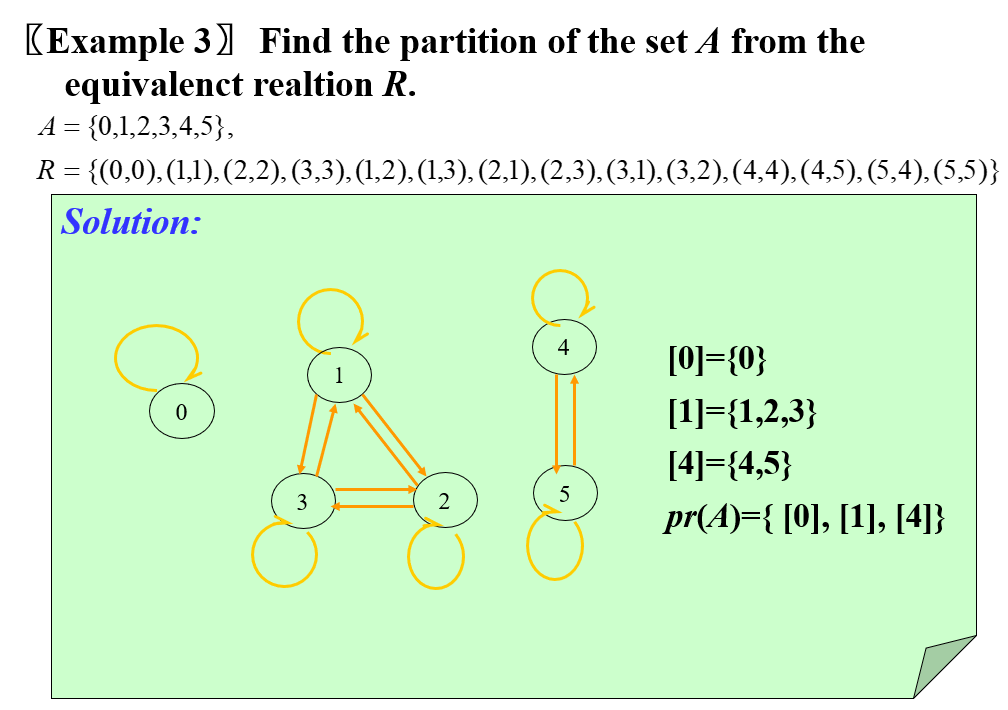 〖Example 3〗 Find the partition of the set A from the
equivalenct realtion R.
A = {0,1,2,3,4,5},
R = {(0,0),(1,1),(2,2),(3,3),(1,2),(1,3),(2,1),(2,3),(3,1),(3,2),(4,4),(4,5),(5,4),(5,5)}
Solution:
0
1
3
2
4
5
[0]={0}
[1]={1,2,3}
[4]={4,5}
pr(A)={ [0], [1], [4]}